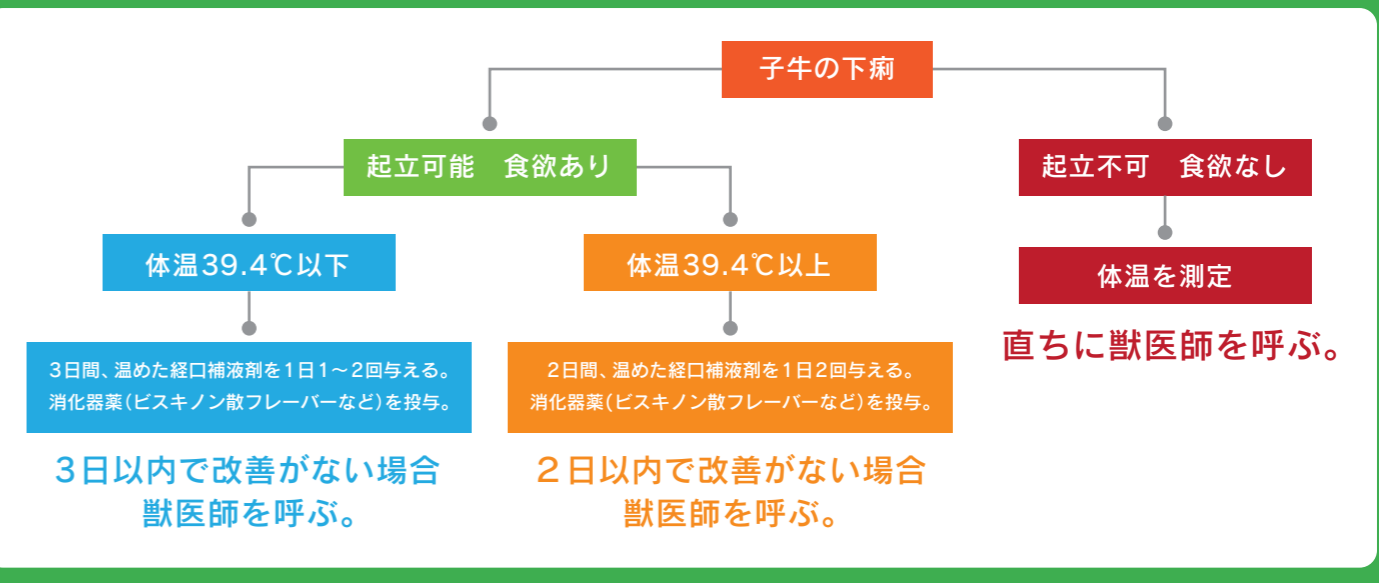 子牛の下痢
起立可能　食欲あり
起立不可　食欲なし
体温39.4℃以下
体温39.4℃以上
体温を測定
直ちに獣医師を呼ぶ。
3日間、温めた経口補液剤を1日1～2回与える。
消化器薬(ビスキノン散フレーバーなど)を投与。
2日間、温めた経口補液剤を1日2回与える。
消化器薬(ビスキノン散フレーバーなど)を投与。
3日以内で改善がない場合
獣医師を呼ぶ。
２日以内で改善がない場合
獣医師を呼ぶ。